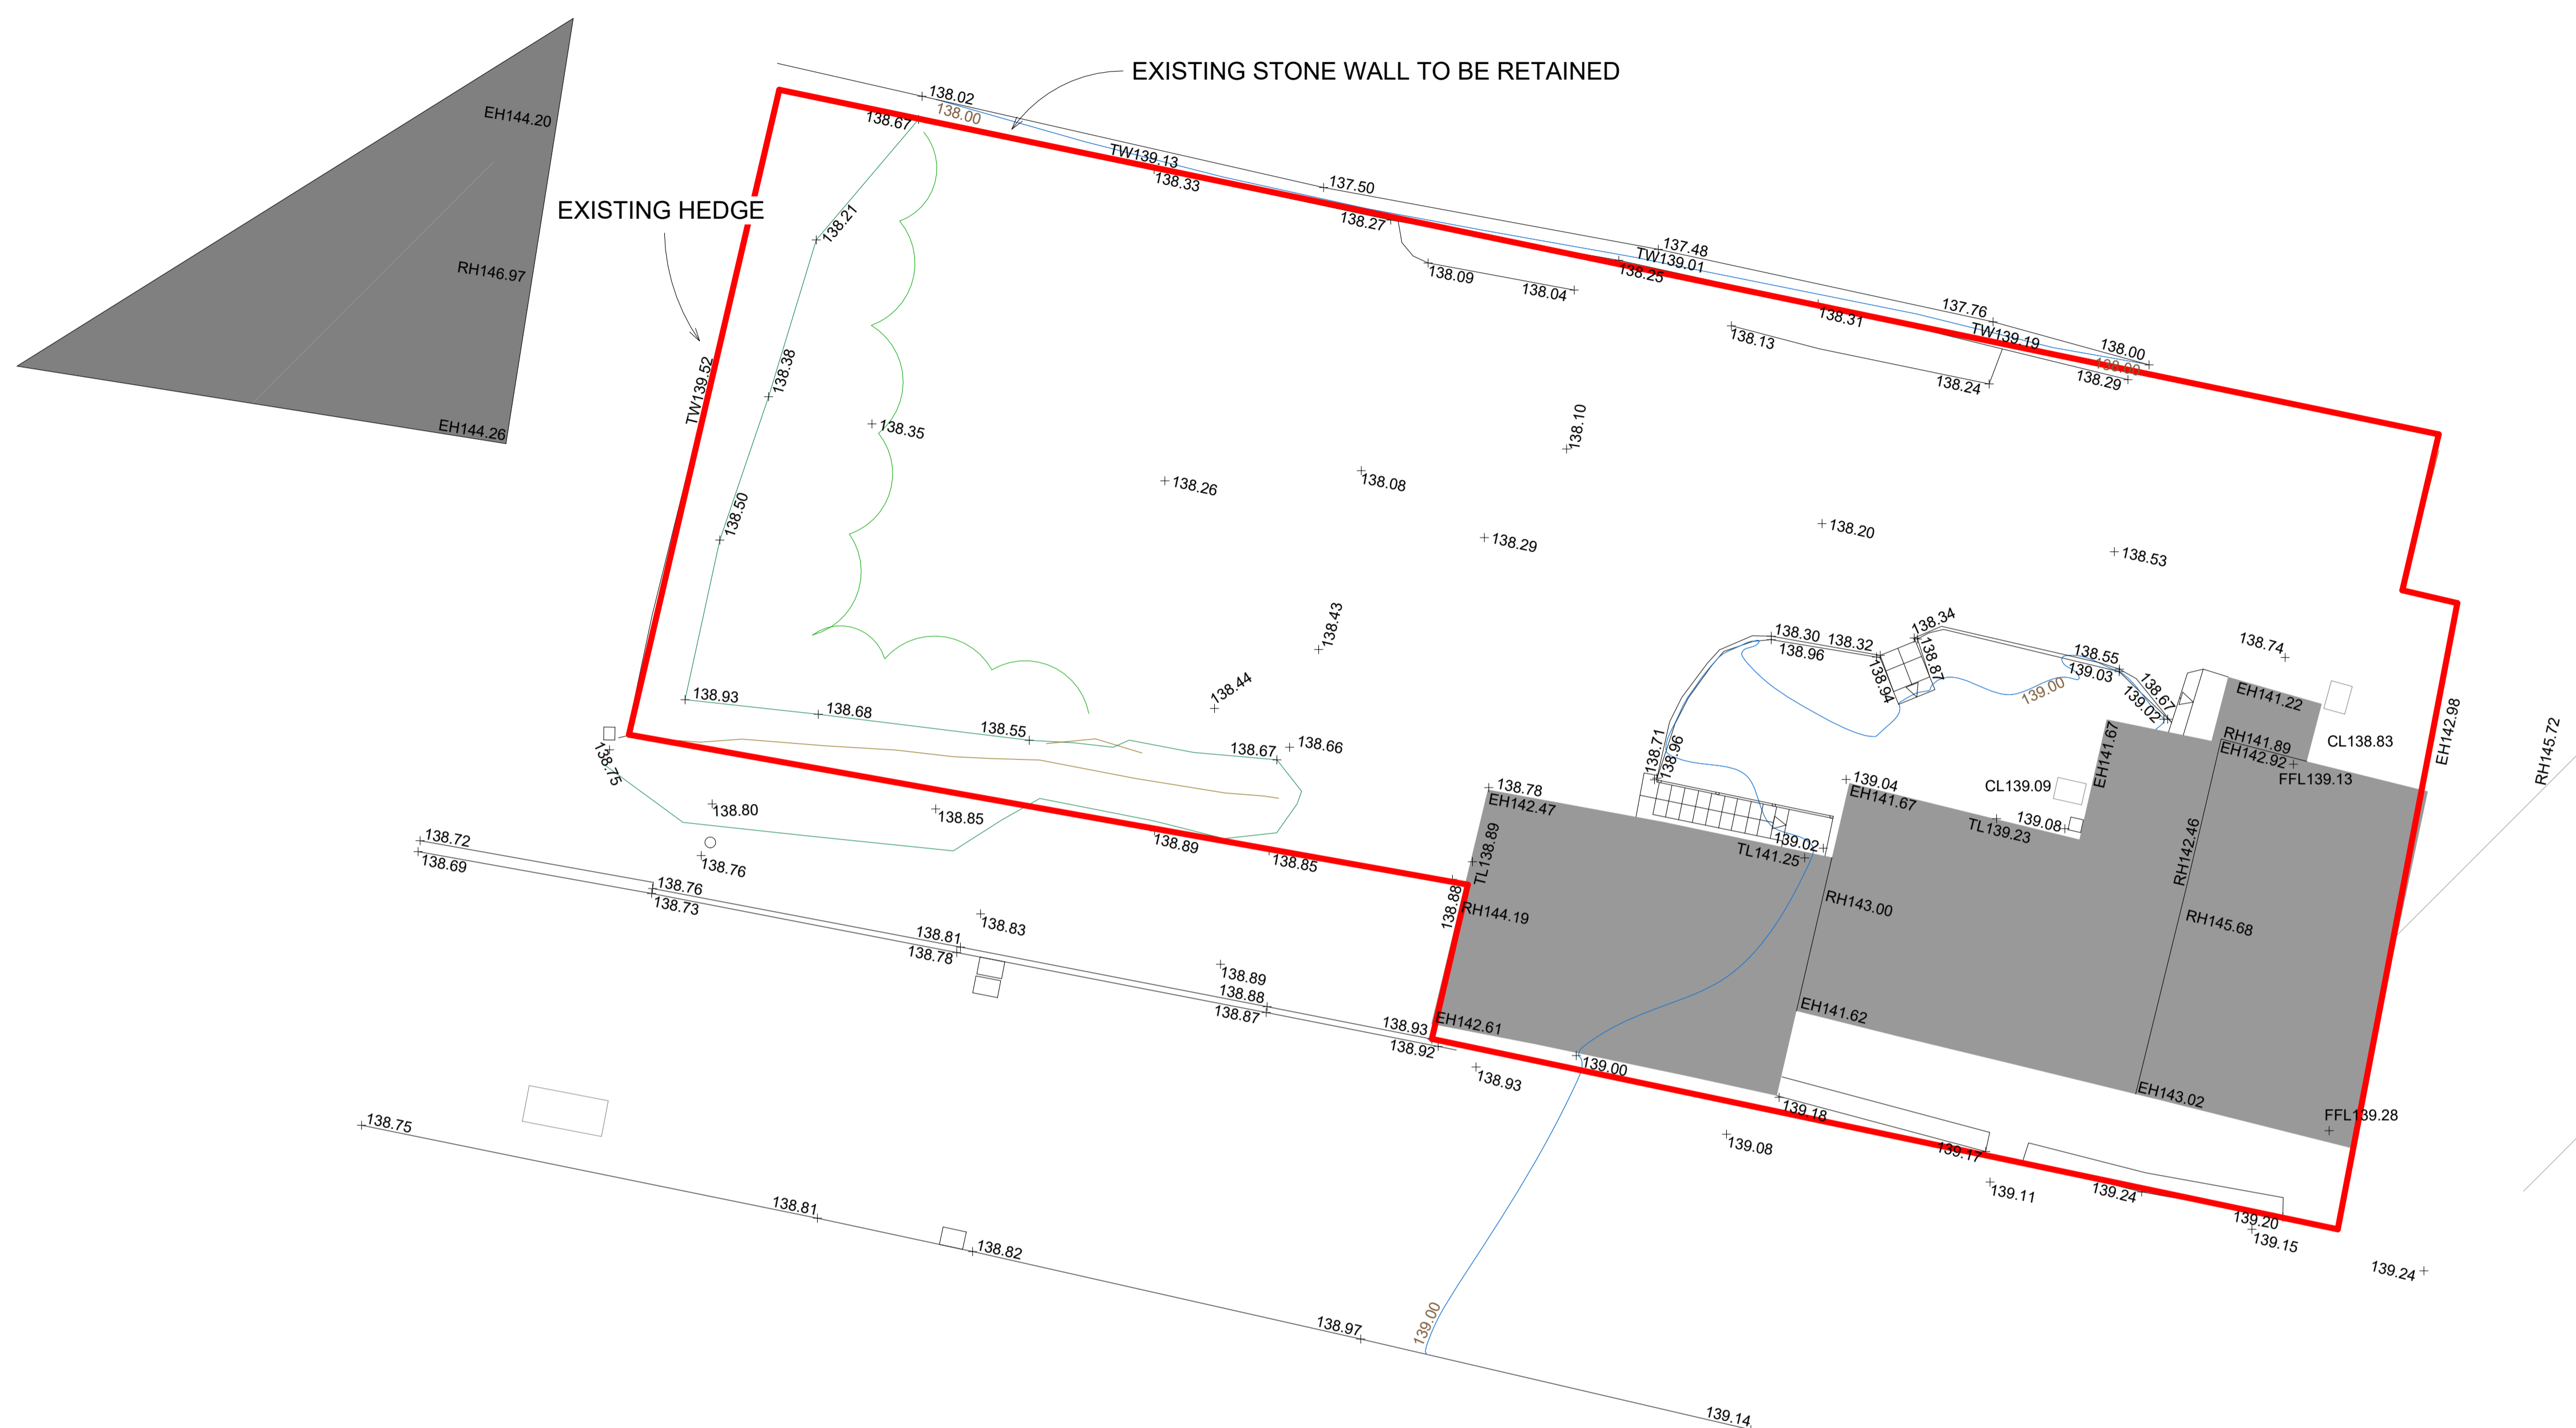 EXISTING STONE WALL TO BE RETAINED
138.02
138.00
138.67
EH144.20
TW139.13
138.33
137.50
EXISTING HEDGE
138.21
138.27
137.48
TW139.01
138.25
RH146.97
138.09
138.04
137.76
138.31
TW139.19
138.13
138.00
138.00
138.29
138.24
TW139.52
138.38
EH144.26
138.35
138.10
138.26
138.08
138.50
138.29
138.20
138.53
138.43
138.34
138.30
138.32
138.96
138.87
138.94
138.55
139.03
138.74
138.67
139.02
139.00
EH141.22
138.93
138.44
138.68
138.55
138.67
138.66
138.75
138.71
138.96
EH142.98
RH145.72
RH141.89
EH142.92
CL138.83
FFL139.13
EH141.67
CL139.09
139.04
EH141.67
138.78
EH142.47
138.80
138.85
139.08
TL139.23
139.02
TL141.25
TL138.89
138.72
138.69
138.89
138.85
138.76
RH142.46
138.76
138.73
138.88
RH144.19
RH143.00
RH145.68
138.83
138.81
138.78
138.89
138.88
138.87
138.93
138.92
EH142.61
EH141.62
139.00
138.93
EH143.02
139.18
FFL139.28
138.75
139.08
139.17
139.11
139.24
139.20
139.15
138.81
138.82
139.24
138.97
139.00
139.14